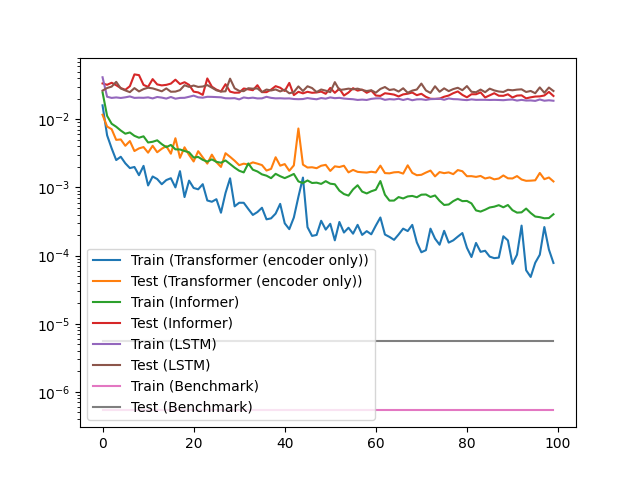 10⁻²
10⁻³
10⁻⁴
10⁻⁵
10⁻⁶
Train (Transformer (encoder only))
Test (Transformer (encoder only))
Train (Informer)
Test (Informer)
Train (LSTM)
Test (LSTM)
Train (Benchmark)
Test (Benchmark)
0 20 40 60 80 100